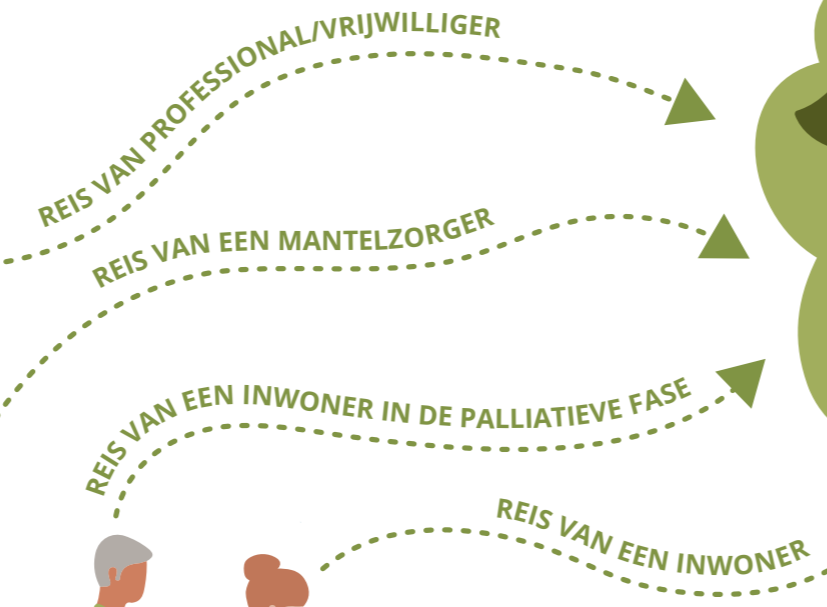 REIS VAN PROFESSIONAL/VRIJWILLIGER
REIS VAN EEN MANTELZORGER
REIS VAN EEN INWONER IN DE PALLIATIEVE FASE
REIS VAN EEN INWONER